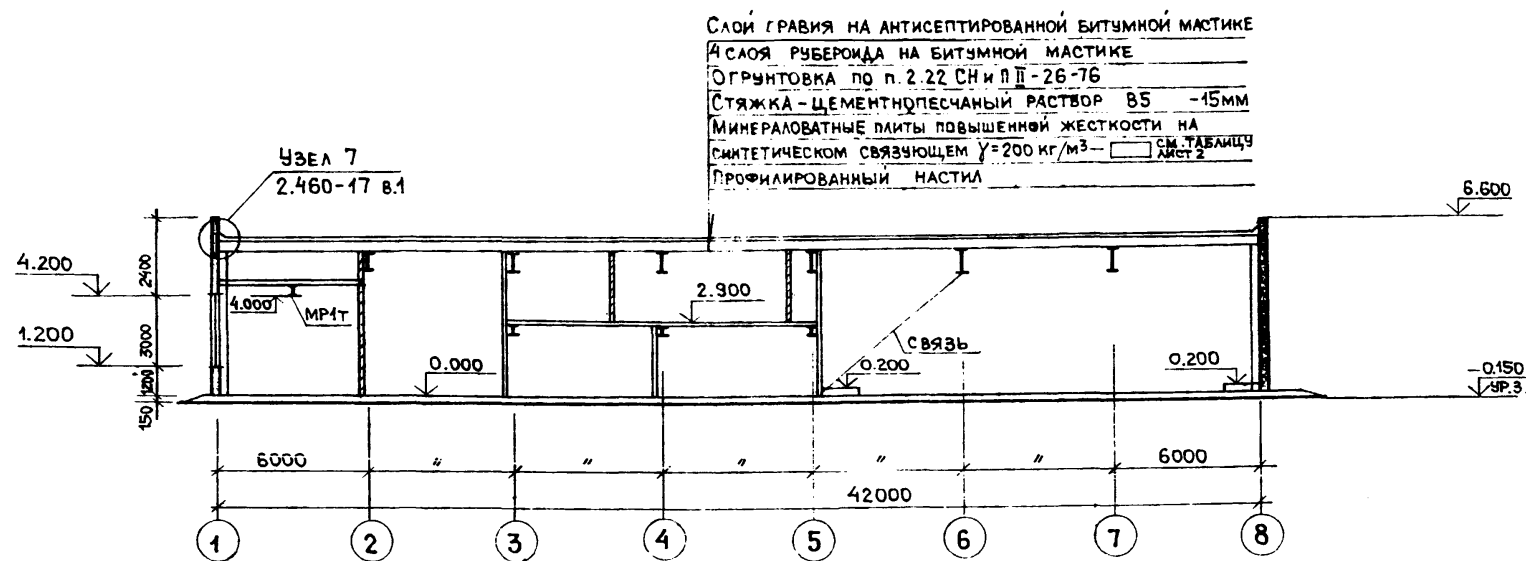 Слой гравия на антисептированной битумной мастике
4 слоя рубероида на битумной мастике
Огрунтовка по п. 2.22 СНиП II-26-76
Стяжка-цементнопесчаный раствор В5 -15мм
Минераловатные плиты повышенной жесткости на
синтетическом связующем γ=200 кг/м³- см. таблицу
лист 2
Профилированный настил
Узел 7
2.460-17 в.1
6.600
4.200
2400
4.000
МР1т
2.900
1.200
3000
связь
0.000
0.200
0.200
-0.150
ур.з.
1200
150
6000 " " " " " 6000
42000
1 2 3 4 5 6 7 8